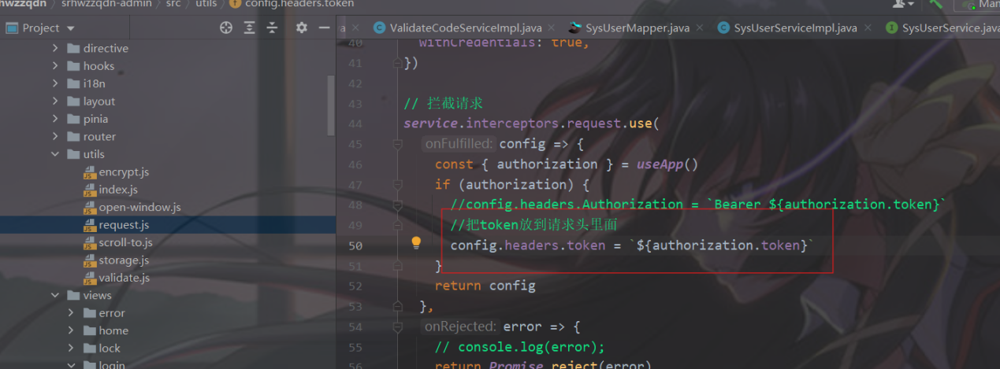 hwzzqdn srhwzzqdn-admin src utils config.headers.token
Project
ValidateCodeServiceImpl.java SysUserMapper.java SysUserServiceImpl.java SysUserService.java
directive
hooks
i18n
layout
pinia
router
utils
encrypt.js
index.js
open-window.js
request.js
scroll-to.js
storage.js
validate.js
views
error
home
lock
login
40 withCredentials: true,
41 })
42
43 // 拦截请求
44 service.interceptors.request.use(
45 onFulfilled: config => {
46 const { authorization } = useApp()
47 if (authorization) {
48 //config.headers.Authorization = `Bearer ${authorization.token}`
49 //把token放到请求头里面
50 config.headers.token = `${authorization.token}`
51 }
52 return config
53 },
54 onRejected: error => {
55 // console.log(error);
56 return Promise.reject(error)